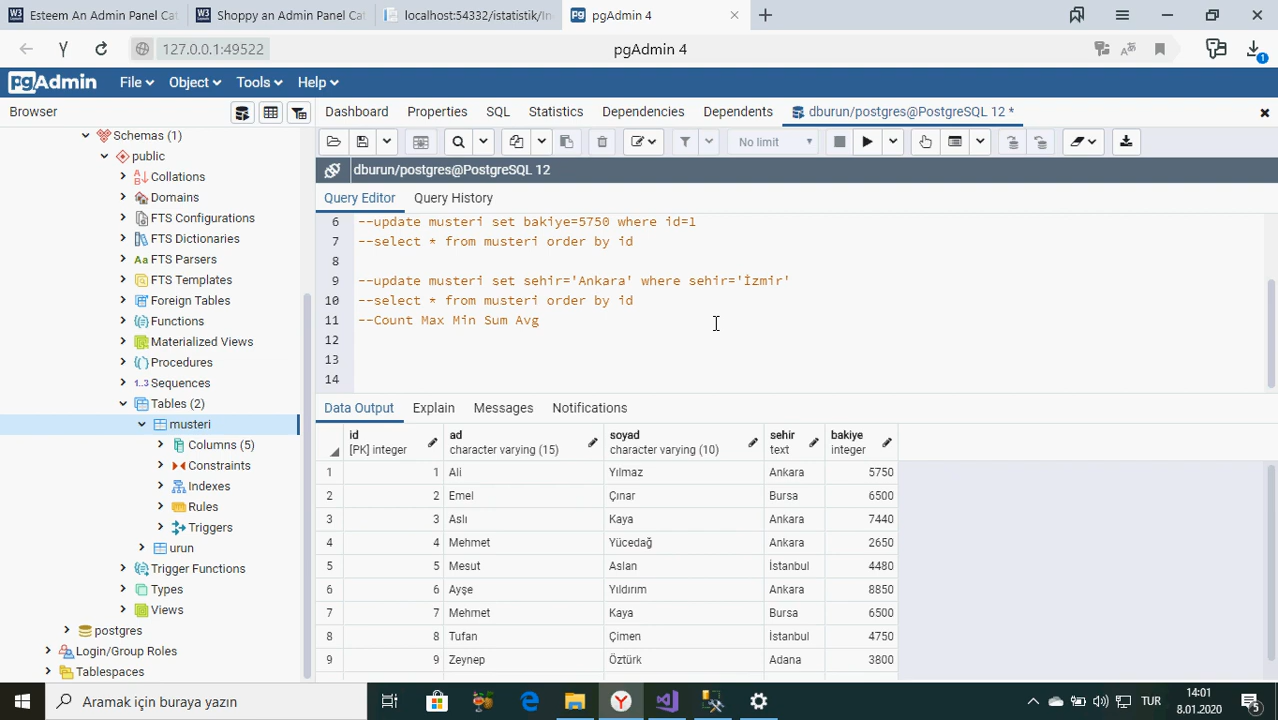 Esteem An Admin Panel Cat
Shoppy an Admin Panel Cat
localhost:54332/istatistik/In
pgAdmin 4
127.0.0.1:49522
pgAdmin 4
1
pgAdmin
File
Object
Tools
Help
Browser
Dashboard
Properties
SQL
Statistics
Dependencies
Dependents
dburun/postgres@PostgreSQL 12 *
No limit
dburun/postgres@PostgreSQL 12
Query Editor
Query History
Schemas (1)
public
Collations
Domains
FTS Configurations
FTS Dictionaries
FTS Parsers
FTS Templates
Foreign Tables
Functions
Materialized Views
Procedures
Sequences
Tables (2)
musteri
Columns (5)
Constraints
Indexes
Rules
Triggers
urun
Trigger Functions
Types
Views
postgres
Login/Group Roles
Tablespaces
6 --update musteri set bakiye=5750 where id=1
7 --select * from musteri order by id
8
9 --update musteri set sehir='Ankara' where sehir='İzmir'
10 --select * from musteri order by id
11 --Count Max Min Sum Avg
12
13
14
Data Output
Explain
Messages
Notifications
id ad soyad sehir bakiye
[PK] integer character varying (15) character varying (10) text integer
1 1 Ali Yılmaz Ankara 5750
2 2 Emel Çınar Bursa 6500
3 3 Aslı Kaya Ankara 7440
4 4 Mehmet Yücedağ Ankara 2650
5 5 Mesut Aslan İstanbul 4480
6 6 Ayşe Yıldırım Ankara 8850
7 7 Mehmet Kaya Bursa 6500
8 8 Tufan Çimen İstanbul 4750
9 9 Zeynep Öztürk Adana 3800
Aramak için buraya yazın
TUR
14:01
8.01.2020
5